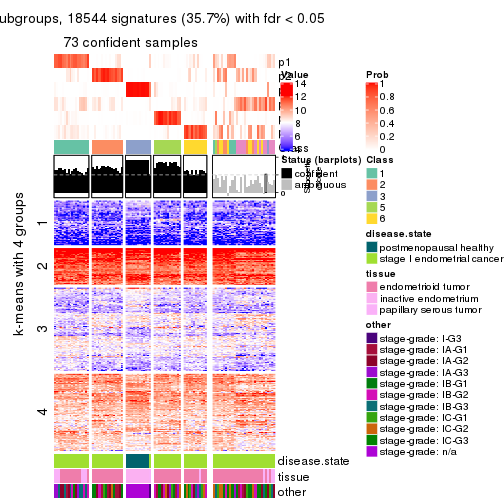 ubgroups, 18544 signatures (35.7%) with fdr < 0.05
73 confident samples
p1
Value
14
12
10
8
6
Prob
1
0.8
0.6
0.4
0.2
0
Class
Status (barplots)
confident
ambiguous
1
0
Class
1
2
3
5
6
k-means with 4 groups
1
2
3
4
disease.state
postmenopausal healthy
stage I endometrial cancer
tissue
endometrioid tumor
inactive endometrium
papillary serous tumor
other
stage-grade: I-G3
stage-grade: IA-G1
stage-grade: IA-G2
stage-grade: IA-G3
stage-grade: IB-G1
stage-grade: IB-G2
stage-grade: IB-G3
stage-grade: IC-G1
stage-grade: IC-G2
stage-grade: IC-G3
stage-grade: n/a
disease.state
tissue
other